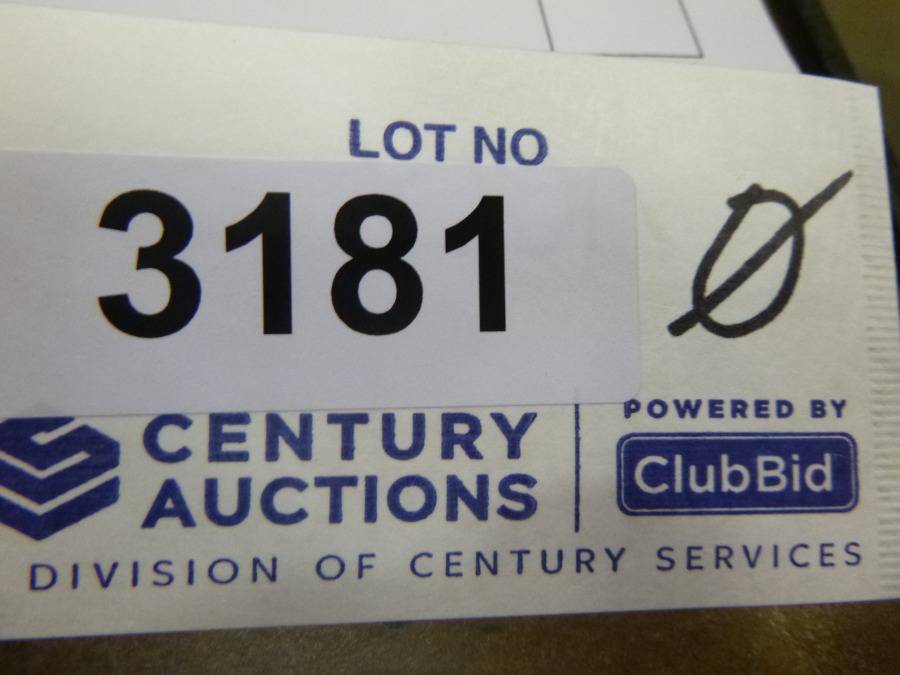 LOT NO
3181 Ø
CENTURY
AUCTIONS
POWERED BY
ClubBid
DIVISION OF CENTURY SERVICES